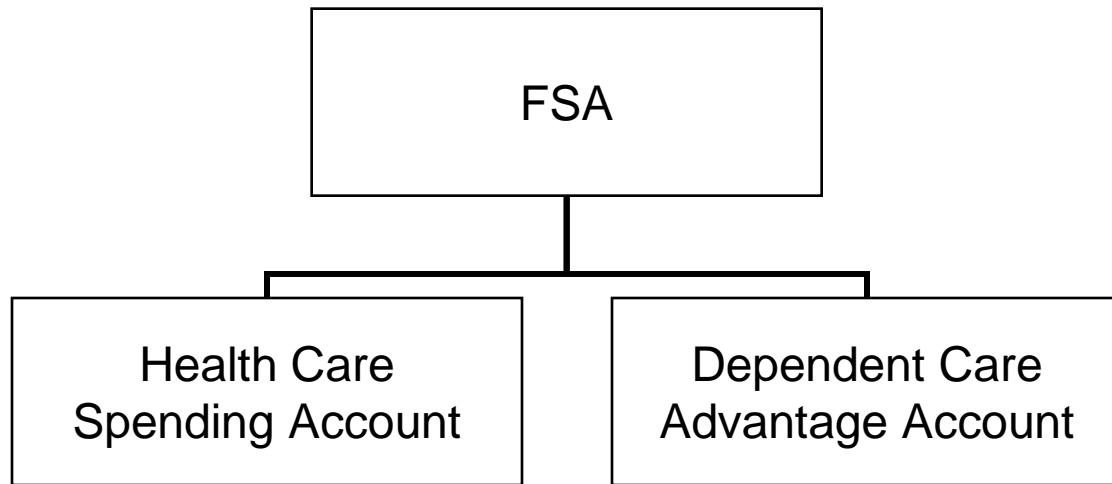 FSA
Health Care
Spending Account
Dependent Care
Advantage Account